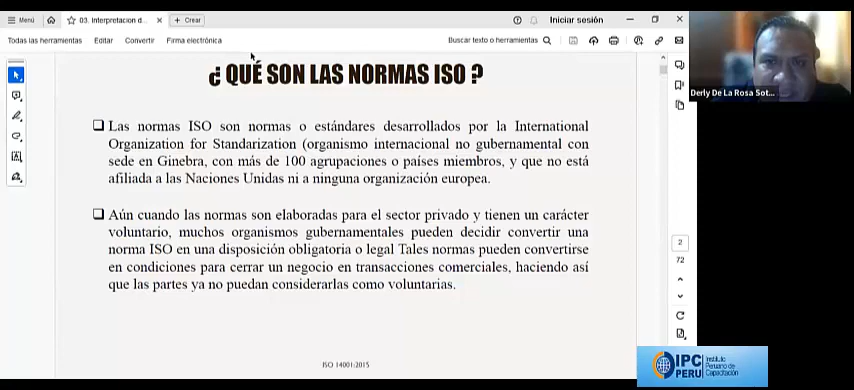 Menú
03. Interpretacion d...
+ Crear
Iniciar sesión
Todas las herramientas
Editar
Convertir
Firma electrónica
Buscar texto o herramientas
Derly De La Rosa Sot...
¿ QUÉ SON LAS NORMAS ISO ?
Las normas ISO son normas o estándares desarrollados por la International
Organization for Standarization (organismo internacional no gubernamental con
sede en Ginebra, con más de 100 agrupaciones o países miembros, y que no está
afiliada a las Naciones Unidas ni a ninguna organización europea.
Aún cuando las normas son elaboradas para el sector privado y tienen un carácter
voluntario, muchos organismos gubernamentales pueden decidir convertir una
norma ISO en una disposición obligatoria o legal Tales normas pueden convertirse
en condiciones para cerrar un negocio en transacciones comerciales, haciendo así
que las partes ya no puedan considerarlas como voluntarias.
2
72
ISO 14001:2015
IPC
PERU
Instituto
Peruano de
Capacitación